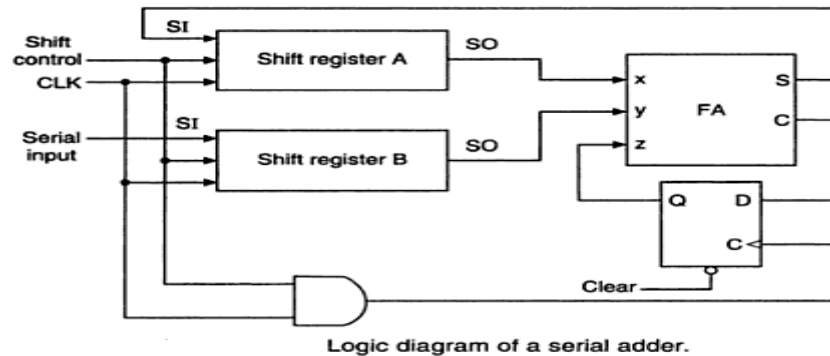 SI
Shift
control
CLK
Shift register A
SO
x
y
z
FA
S
C
Serial
input
SI
Shift register B
SO
Q
D
C
Clear
Logic diagram of a serial adder.